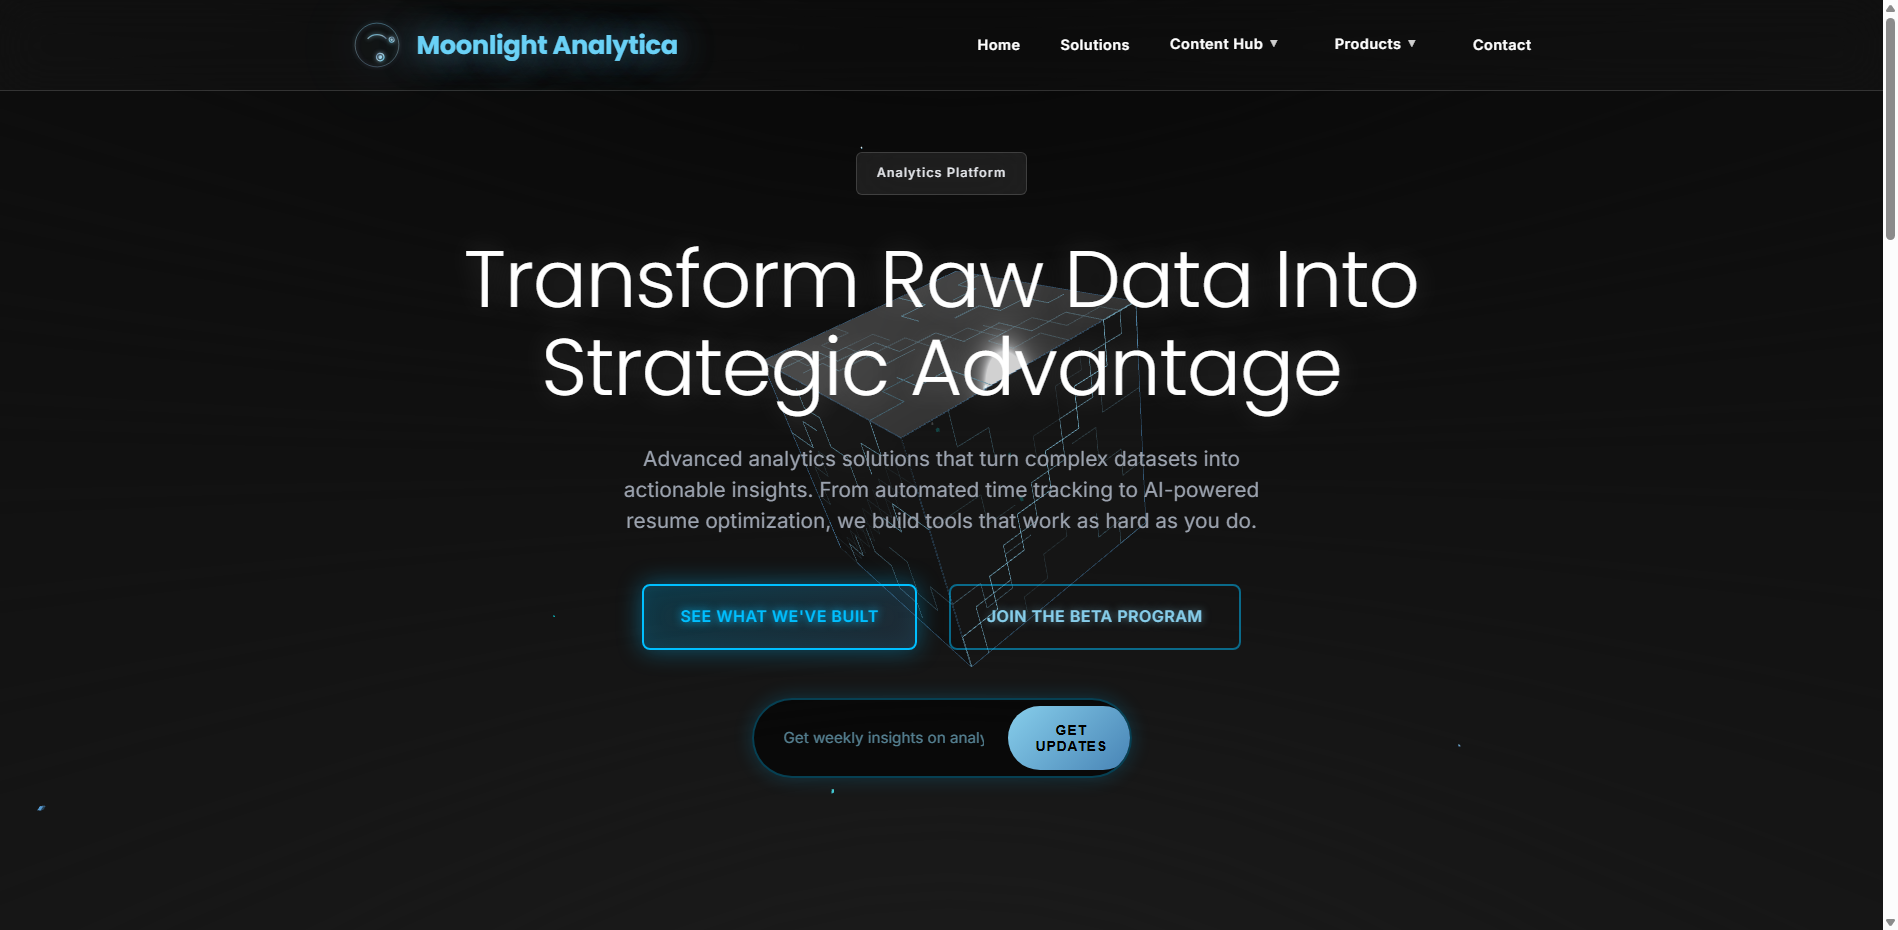 Moonlight Analytica
Home
Solutions
Content Hub ▼
Products ▼
Contact
Analytics Platform
Transform Raw Data Into
Strategic Advantage
Advanced analytics solutions that turn complex datasets into
actionable insights. From automated time tracking to AI-powered
resume optimization, we build tools that work as hard as you do.
SEE WHAT WE'VE BUILT
JOIN THE BETA PROGRAM
Get weekly insights on analy
GET
UPDATES